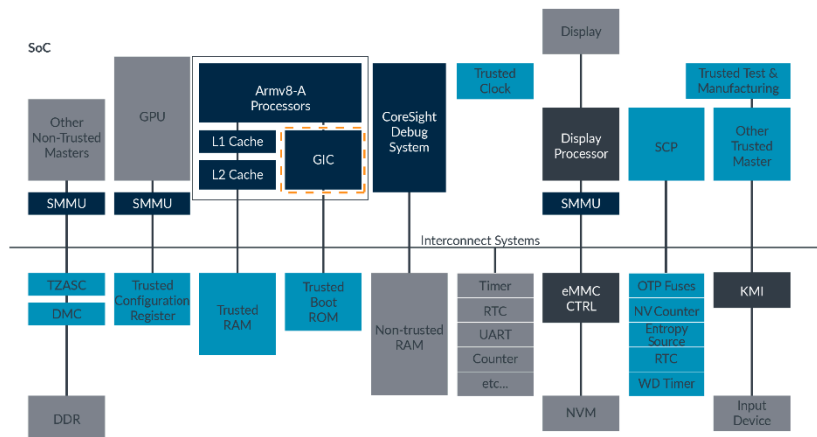 Display
SoC
Trusted
Clock
Trusted Test &
Manufacturing
Other
Non-Trusted
Masters
GPU
Armv8-A
Processors
L1 Cache
L2 Cache
GIC
CoreSight
Debug
System
Display
Processor
SCP
Other
Trusted
Master
SMMU
SMMU
SMMU
Interconnect Systems
TZASC
DMC
Trusted
Configuration
Register
Trusted
RAM
Trusted
Boot
ROM
Non-trusted
RAM
Timer
RTC
UART
Counter
etc...
eMMC
CTRL
OTP Fuses
NV Counter
Entropy
Source
RTC
WD Timer
KMI
DDR
NVM
Input
Device